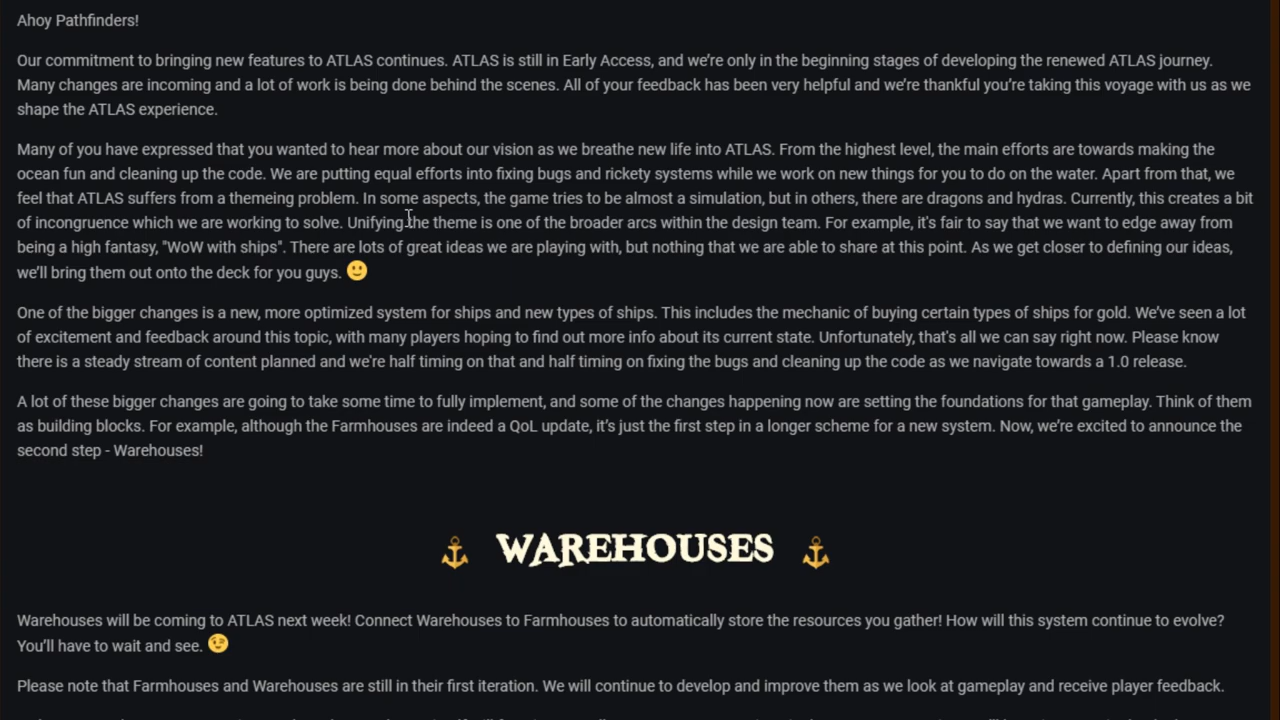 Ahoy Pathfinders!
Our commitment to bringing new features to ATLAS continues. ATLAS is still in Early Access, and we're only in the beginning stages of developing the renewed ATLAS journey.
Many changes are incoming and a lot of work is being done behind the scenes. All of your feedback has been very helpful and we're thankful you're taking this voyage with us as we
shape the ATLAS experience.
Many of you have expressed that you wanted to hear more about our vision as we breathe new life into ATLAS. From the highest level, the main efforts are towards making the
ocean fun and cleaning up the code. We are putting equal efforts into fixing bugs and rickety systems while we work on new things for you to do on the water. Apart from that, we
feel that ATLAS suffers from a themeing problem. In some aspects, the game tries to be almost a simulation, but in others, there are dragons and hydras. Currently, this creates a bit
of incongruence which we are working to solve. Unifying the theme is one of the broader arcs within the design team. For example, it's fair to say that we want to edge away from
being a high fantasy, "WoW with ships". There are lots of great ideas we are playing with, but nothing that we are able to share at this point. As we get closer to defining our ideas,
we'll bring them out onto the deck for you guys. 🙂
One of the bigger changes is a new, more optimized system for ships and new types of ships. This includes the mechanic of buying certain types of ships for gold. We've seen a lot
of excitement and feedback around this topic, with many players hoping to find out more info about its current state. Unfortunately, that's all we can say right now. Please know
there is a steady stream of content planned and we're half timing on that and half timing on fixing the bugs and cleaning up the code as we navigate towards a 1.0 release.
A lot of these bigger changes are going to take some time to fully implement, and some of the changes happening now are setting the foundations for that gameplay. Think of them
as building blocks. For example, although the Farmhouses are indeed a QoL update, it's just the first step in a longer scheme for a new system. Now, we're excited to announce the
second step - Warehouses!
⚓ WAREHOUSES ⚓
Warehouses will be coming to ATLAS next week! Connect Warehouses to Farmhouses to automatically store the resources you gather! How will this system continue to evolve?
You'll have to wait and see. 😉
Please note that Farmhouses and Warehouses are still in their first iteration. We will continue to develop and improve them as we look at gameplay and receive player feedback.